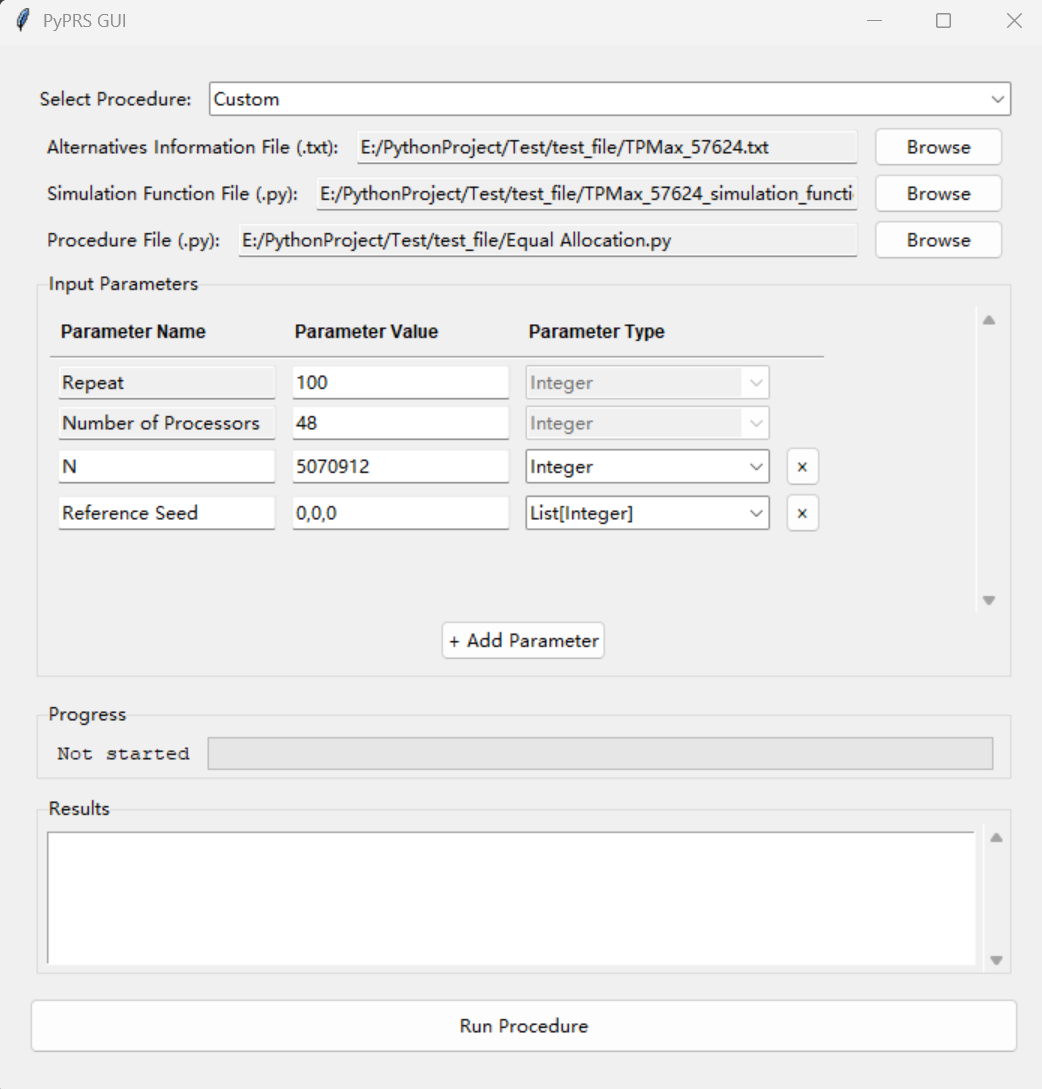 PyPRS GUI
Select Procedure: Custom
Alternatives Information File (.txt): E:/PythonProject/Test/test_file/TPMax_57624.txt Browse
Simulation Function File (.py): E:/PythonProject/Test/test_file/TPMax_57624_simulation_functi Browse
Procedure File (.py): E:/PythonProject/Test/test_file/Equal Allocation.py Browse
Input Parameters
Parameter Name Parameter Value Parameter Type
Repeat 100 Integer
Number of Processors 48 Integer
N 5070912 Integer ×
Reference Seed 0,0,0 List[Integer] ×
+ Add Parameter
Progress
Not started
Results
Run Procedure